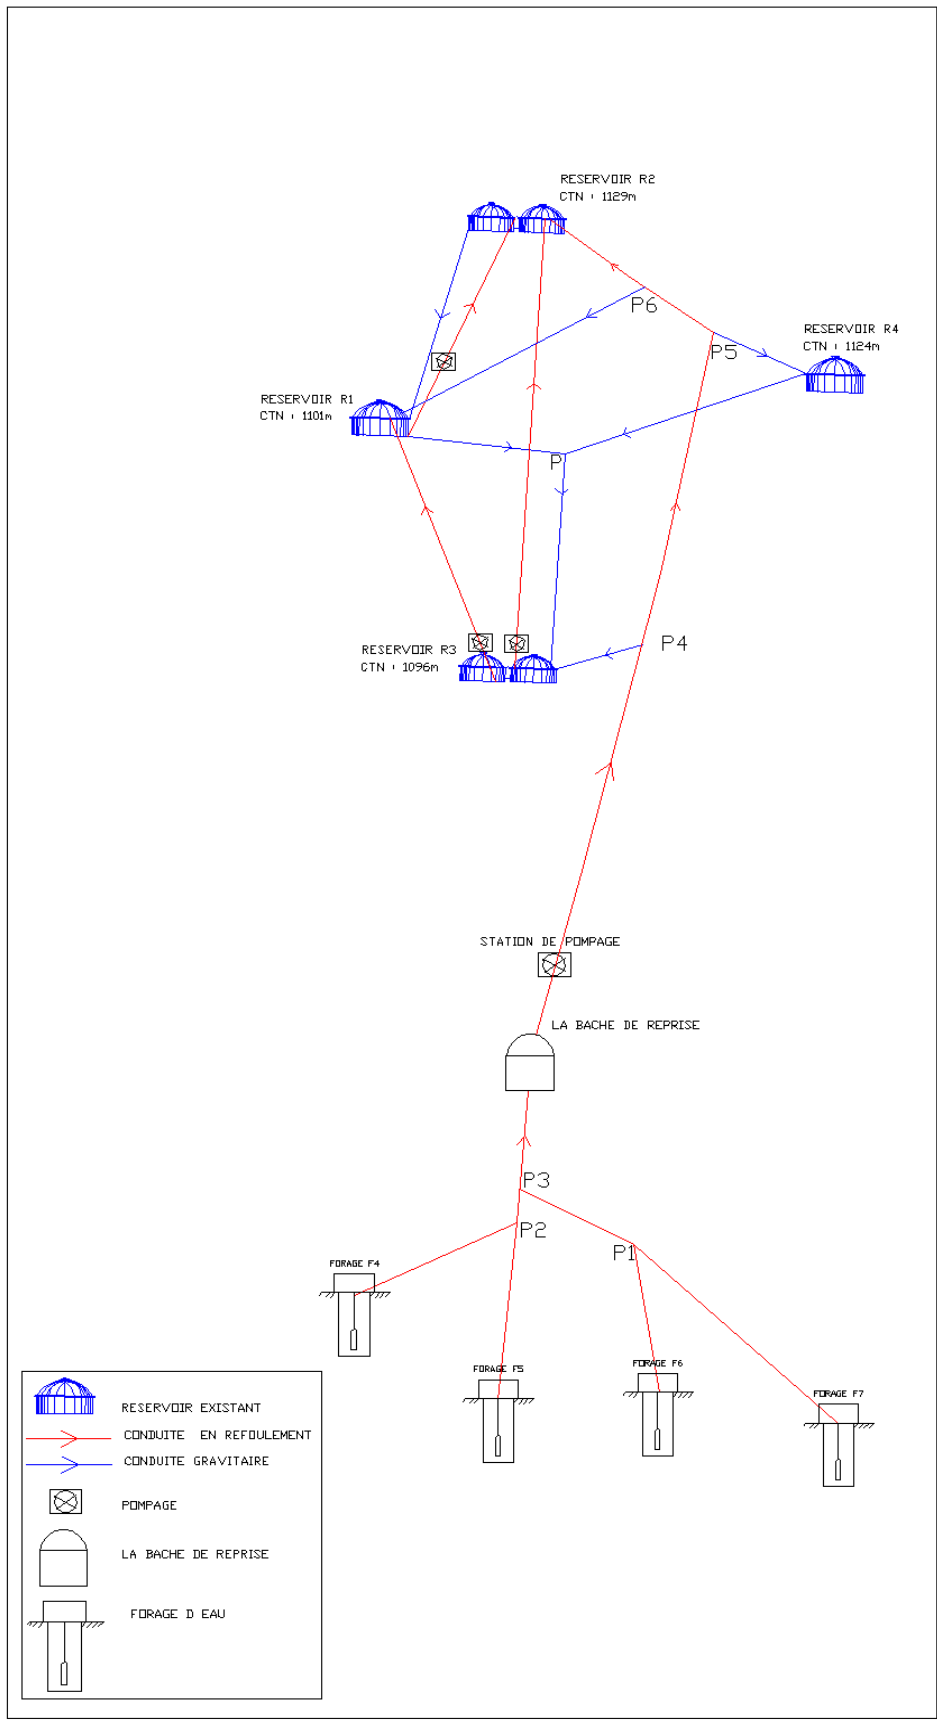 RESERVOIR R2
CTN : 1129m
P6
RESERVOIR R4
CTN : 1124m
P5
RESERVOIR R1
CTN : 1101m
P
P4
RESERVOIR R3
CTN : 1096m
STATION DE POMPAGE
LA BACHE DE REPRISE
P3
P2
P1
FORAGE F4
FORAGE F5
FORAGE F6
FORAGE F7
RESERVOIR EXISTANT
CONDUITE EN REFOULEMENT
CONDUITE GRAVITAIRE
POMPAGE
LA BACHE DE REPRISE
FORAGE D EAU